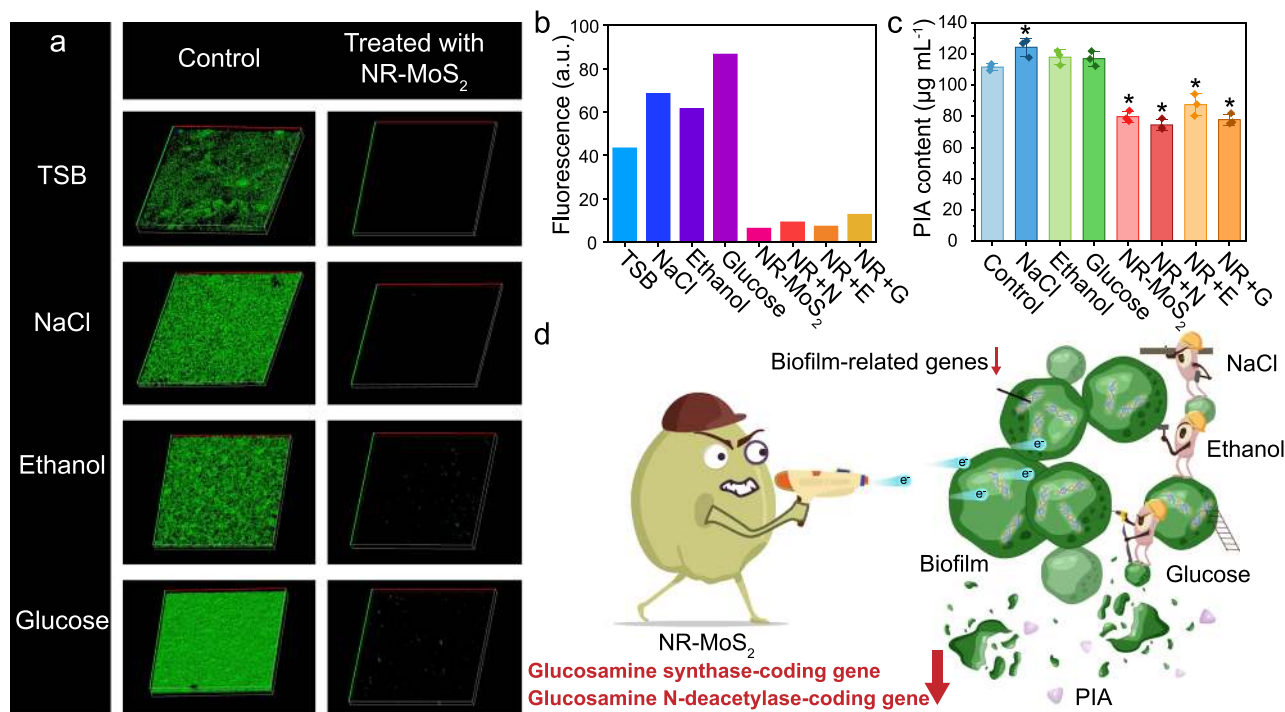 a
Control
Treated with
NR-MoS₂
TSB
NaCl
Ethanol
Glucose
b
Fluorescence (a.u.)
100
80
60
40
20
0
TSB
NaCl
Ethanol
Glucose
NR-MoS₂
NR+N
NR+E
NR+G
c
PIA content (μg mL⁻¹)
140
120
100
80
60
40
20
0
*
*
*
*
*
Control
NaCl
Ethanol
Glucose
NR-MoS₂
NR+N
NR+E
NR+G
d
Biofilm-related genes
NaCl
Ethanol
e⁻
e⁻
e⁻
e⁻
e⁻
Biofilm
Glucose
NR-MoS₂
Glucosamine synthase-coding gene
Glucosamine N-deacetylase-coding gene
PIA